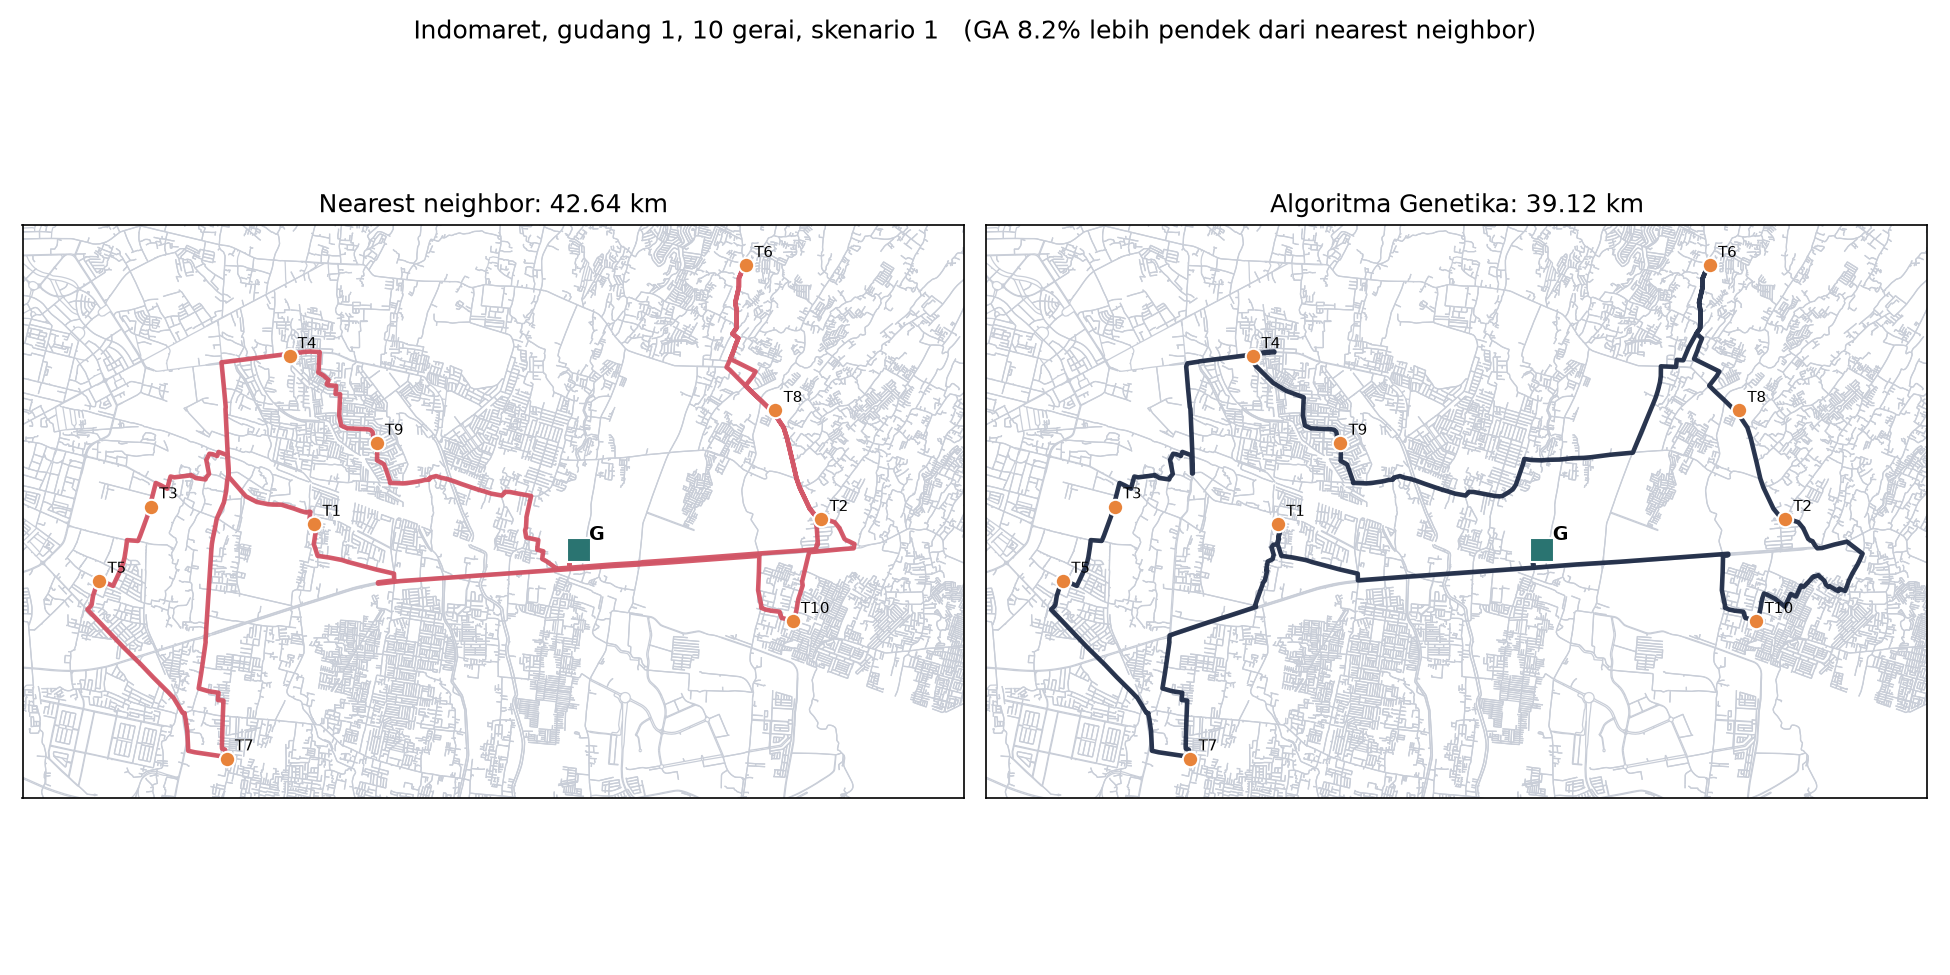 Indomaret, gudang 1, 10 gerai, skenario 1 (GA 8.2% lebih pendek dari nearest neighbor)
Nearest neighbor: 42.64 km
T6
T4
T8
T9
T3
T1
T2
G
T5
T10
T7
Algoritma Genetika: 39.12 km
T6
T4
T8
T9
T3
T1
T2
G
T5
T10
T7